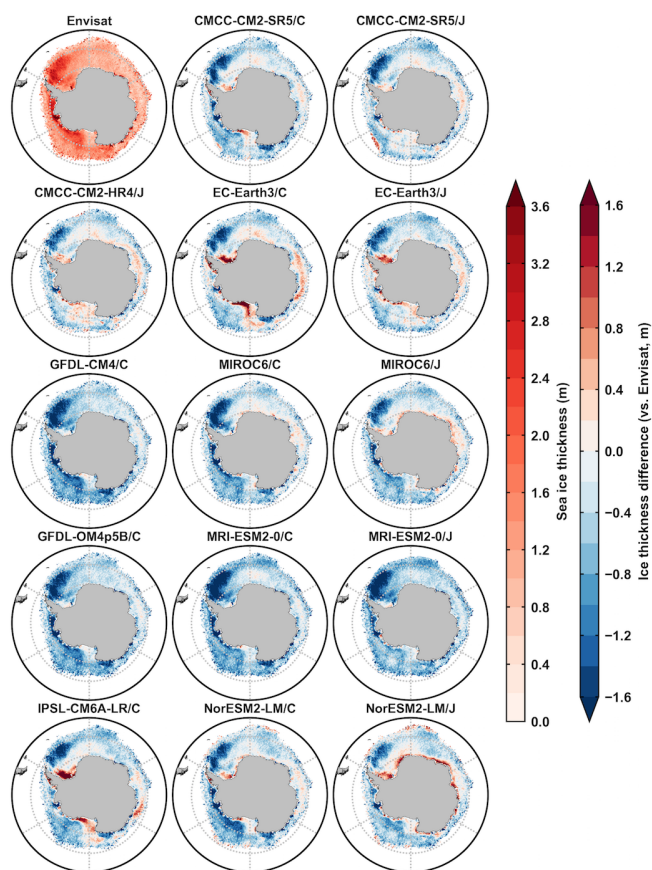 Envisat CMCC-CM2-SR5/C CMCC-CM2-SR5/J
CMCC-CM2-HR4/J EC-Earth3/C EC-Earth3/J
GFDL-CM4/C MIROC6/C MIROC6/J
GFDL-OM4p5B/C MRI-ESM2-0/C MRI-ESM2-0/J
IPSL-CM6A-LR/C NorESM2-LM/C NorESM2-LM/J
3.6
3.2
2.8
2.4
2.0
1.6
1.2
0.8
0.4
0.0
Sea ice thickness (m)
1.6
1.2
0.8
0.4
0.0
−0.4
−0.8
−1.2
−1.6
Ice thickness difference (vs. Envisat, m)